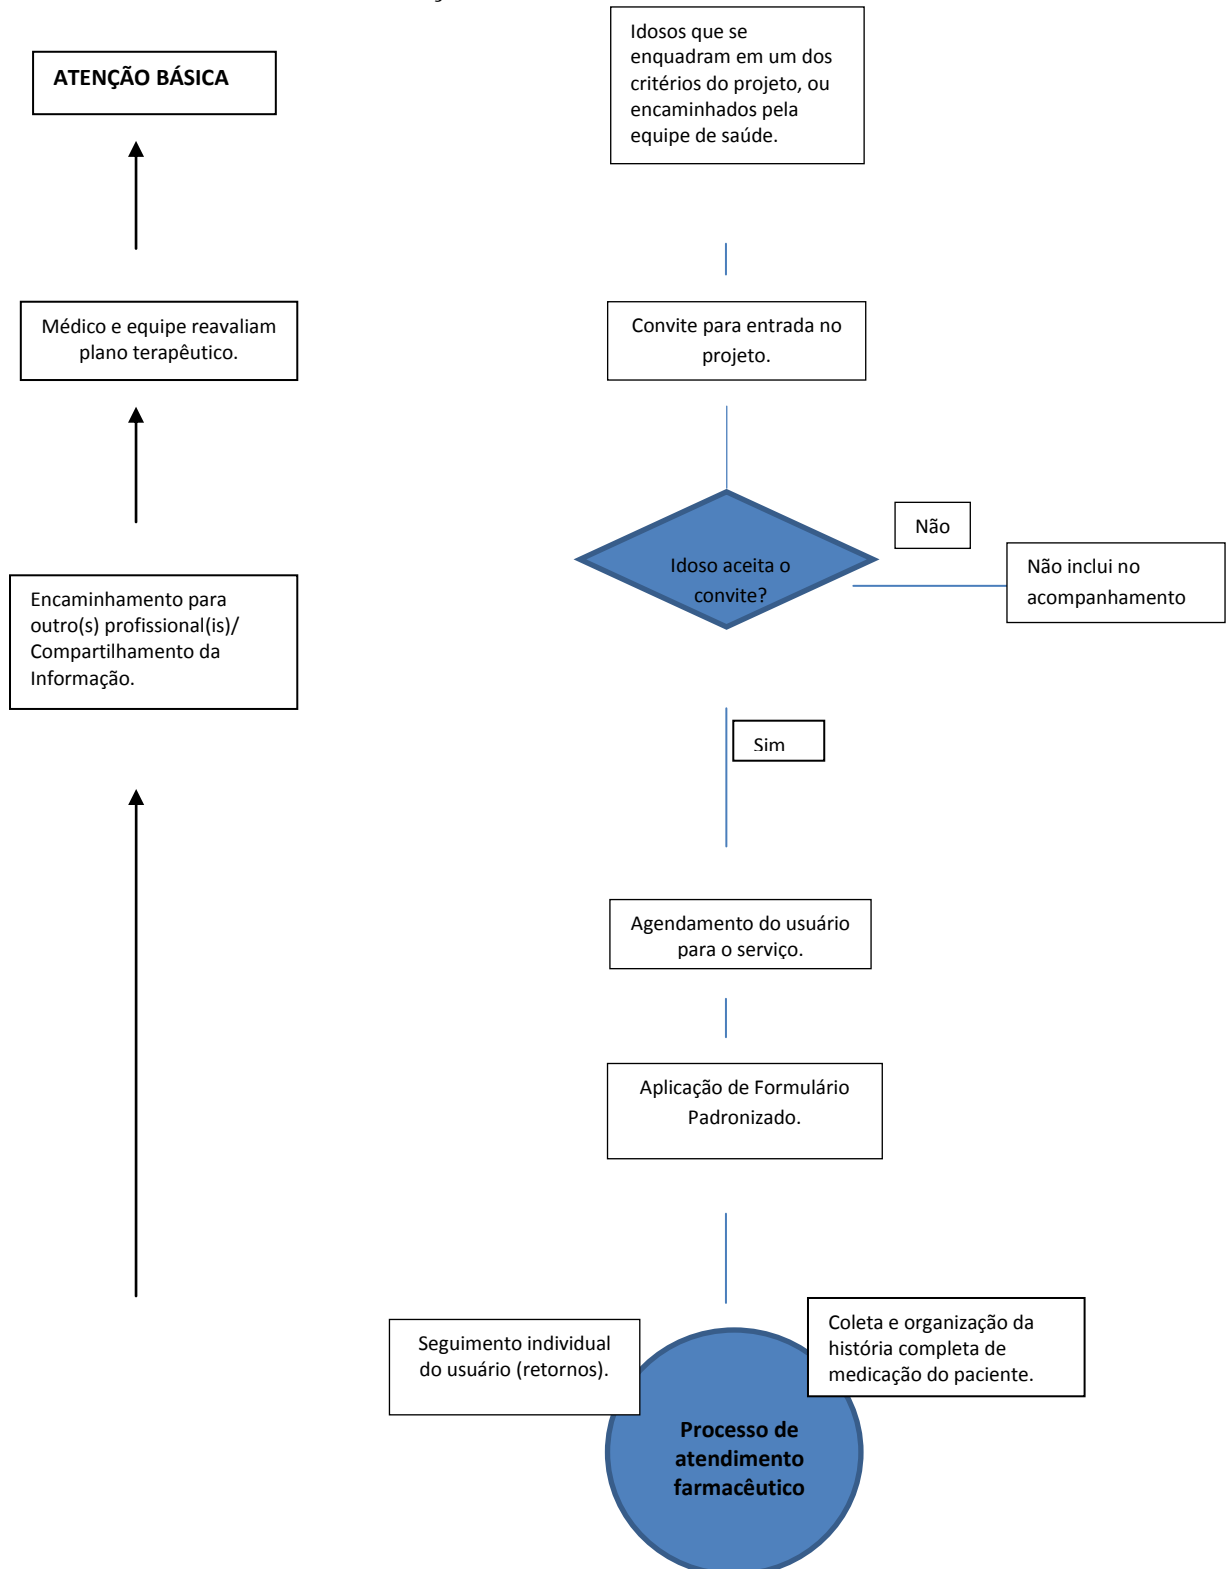 Idosos que se
enquadram em um dos
critérios do projeto, ou
encaminhados pela
equipe de saúde.
ATENÇÃO BÁSICA
Médico e equipe reavaliam
plano terapêutico.
Convite para entrada no
projeto.
Não
Idoso aceita o
convite?
Não inclui no
acompanhamento
Encaminhamento para
outro(s) profissional(is)/
Compartilhamento da
Informação.
Sim
Agendamento do usuário
para o serviço.
Aplicação de Formulário
Padronizado.
Seguimento individual
do usuário (retornos).
Coleta e organização da
história completa de
medicação do paciente.
Processo de
atendimento
farmacêutico